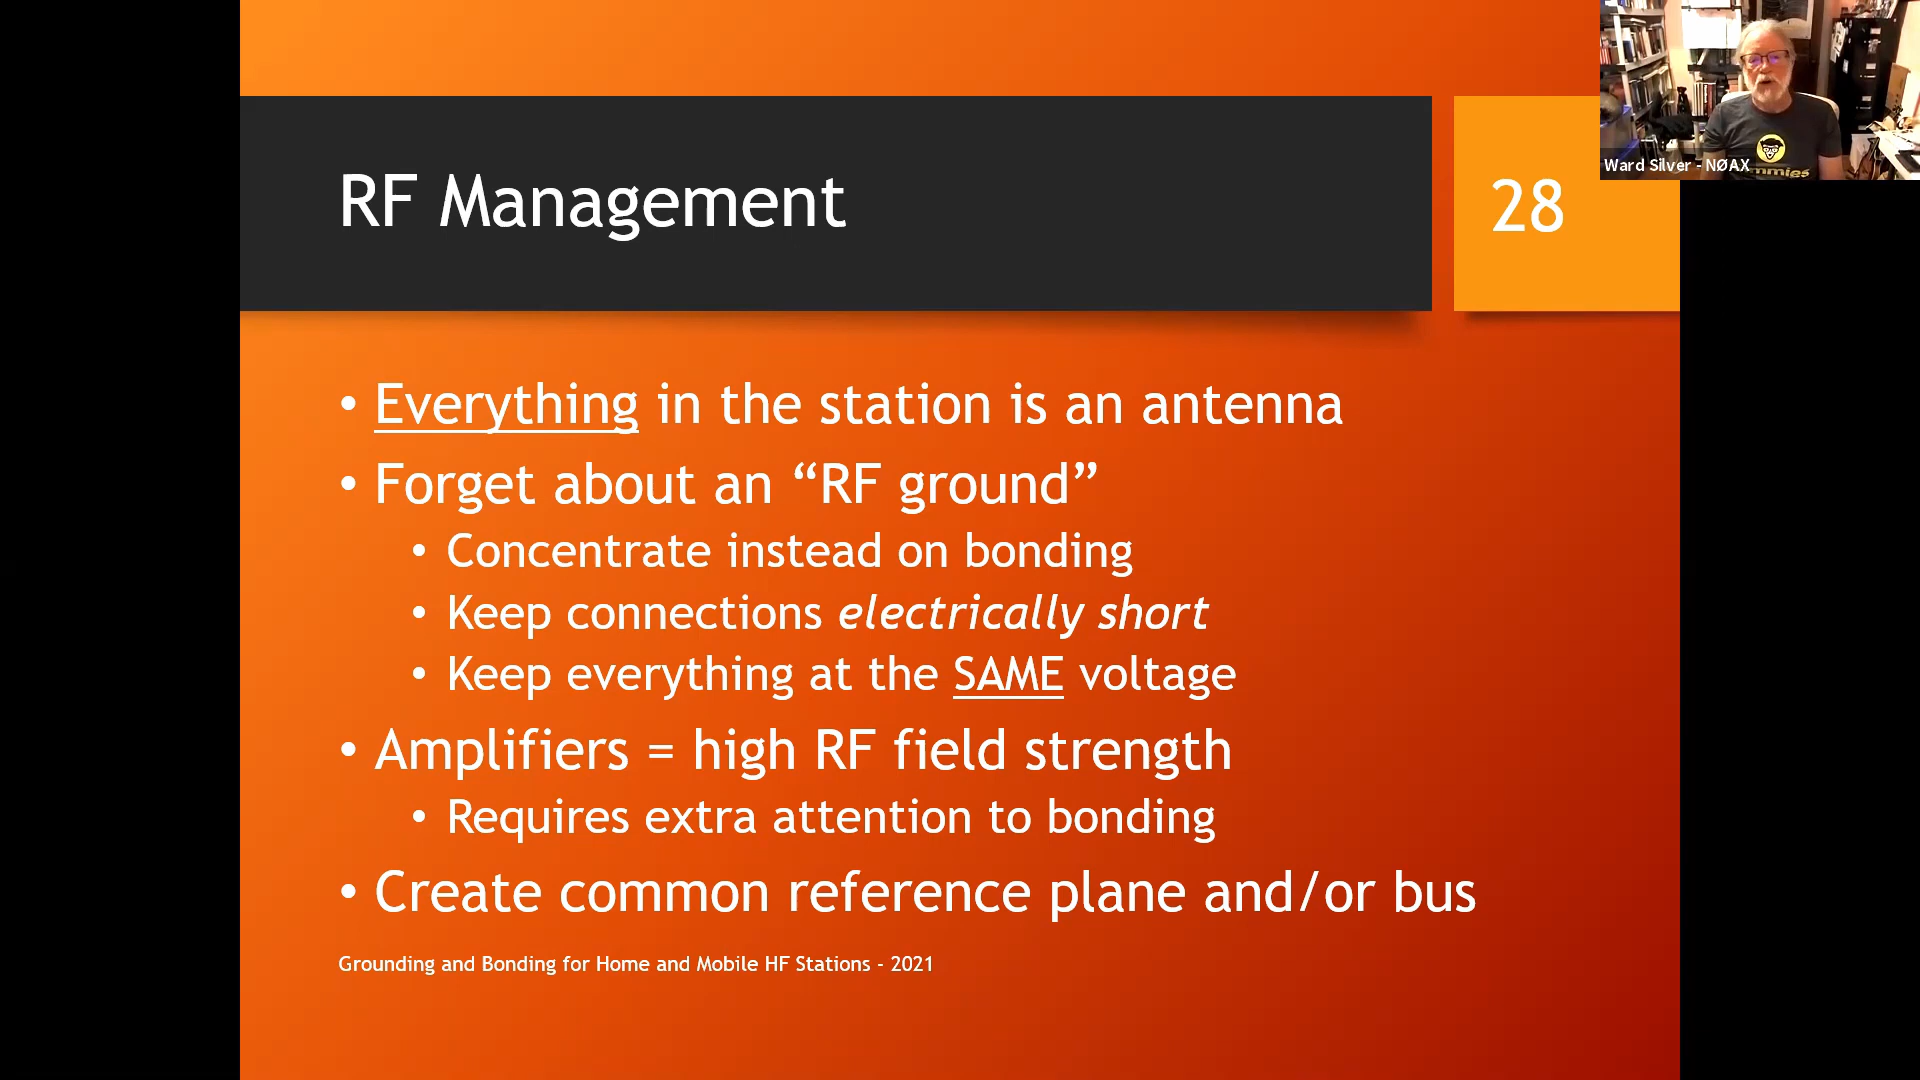 RF Management
28
Ward Silver - NØAX
• Everything in the station is an antenna
• Forget about an “RF ground”
• Concentrate instead on bonding
• Keep connections electrically short
• Keep everything at the SAME voltage
• Amplifiers = high RF field strength
• Requires extra attention to bonding
• Create common reference plane and/or bus
Grounding and Bonding for Home and Mobile HF Stations - 2021